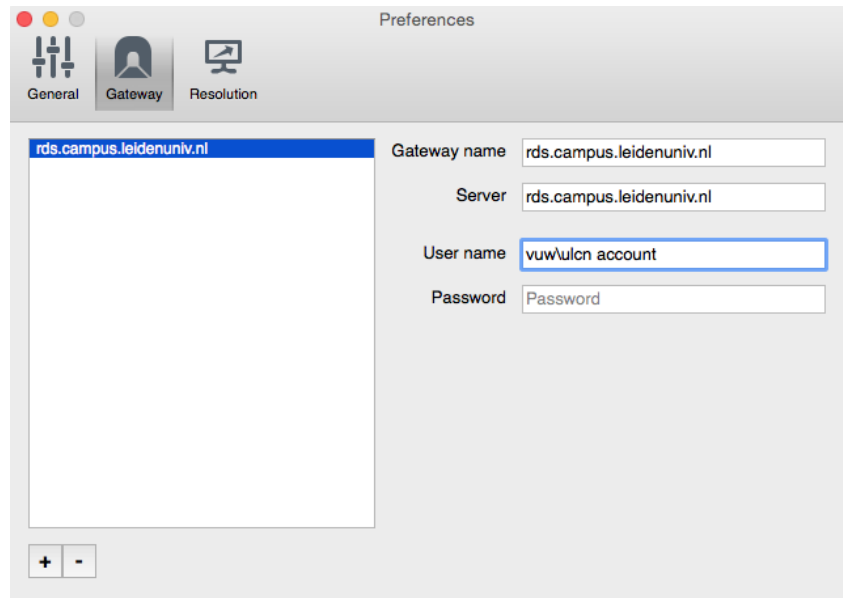 Preferences
General Gateway Resolution
rds.campus.leidenuniv.nl
Gateway name rds.campus.leidenuniv.nl
Server rds.campus.leidenuniv.nl
User name vuw\ulcn account
Password Password
+ -